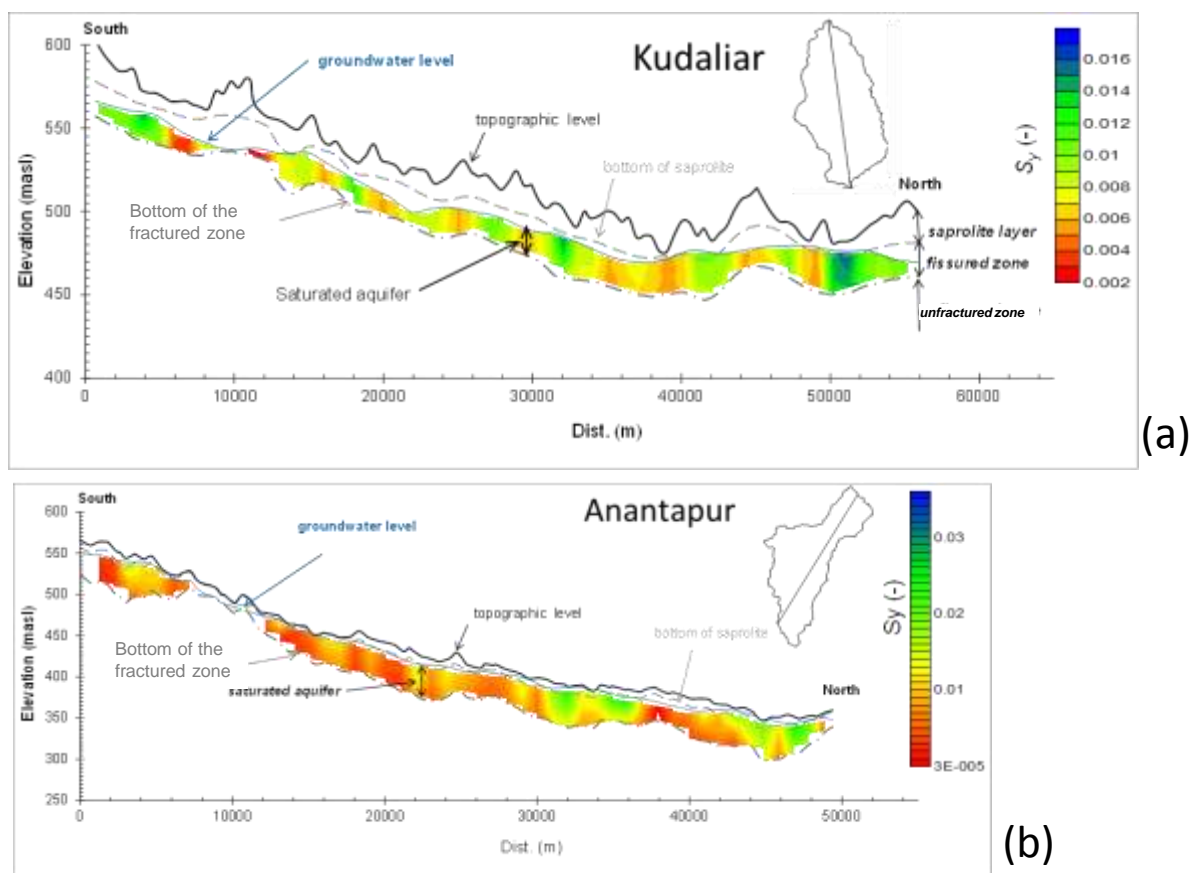 South
Kudaliar
groundwater level
topographic level
bottom of saprolite
North
Bottom of the
fractured zone
saprolite layer
fissured zone
Saturated aquifer
unfractured zone
Elevation (masl)
600
550
500
450
400
0
10000
20000
30000
40000
50000
60000
Dist. (m)
0.016
0.014
0.012
0.01
0.008
0.006
0.004
0.002
Sy (-)
(a)
South
Anantapur
groundwater level
topographic level
bottom of saprolite
Bottom of the
fractured zone
saturated aquifer
North
Elevation (masl)
600
550
500
450
400
350
300
250
0
10000
20000
30000
40000
50000
Dist. (m)
0.03
0.02
0.01
3E-005
Sy (-)
(b)